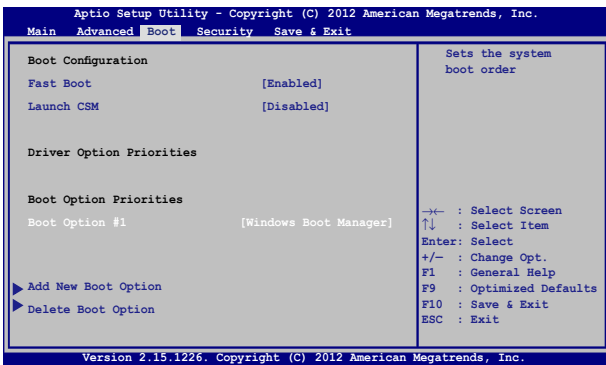 Aptio Setup Utility - Copyright (C) 2012 American Megatrends, Inc.
Main Advanced Boot Security Save & Exit
Boot Configuration
Fast Boot [Enabled]
Launch CSM [Disabled]
Driver Option Priorities
Boot Option Priorities
Boot Option #1 [Windows Boot Manager]
Add New Boot Option
Delete Boot Option
Sets the system
boot order
→← : Select Screen
↑↓ : Select Item
Enter: Select
+/— : Change Opt.
F1 : General Help
F9 : Optimized Defaults
F10 : Save & Exit
ESC : Exit
Version 2.15.1226. Copyright (C) 2012 American Megatrends, Inc.